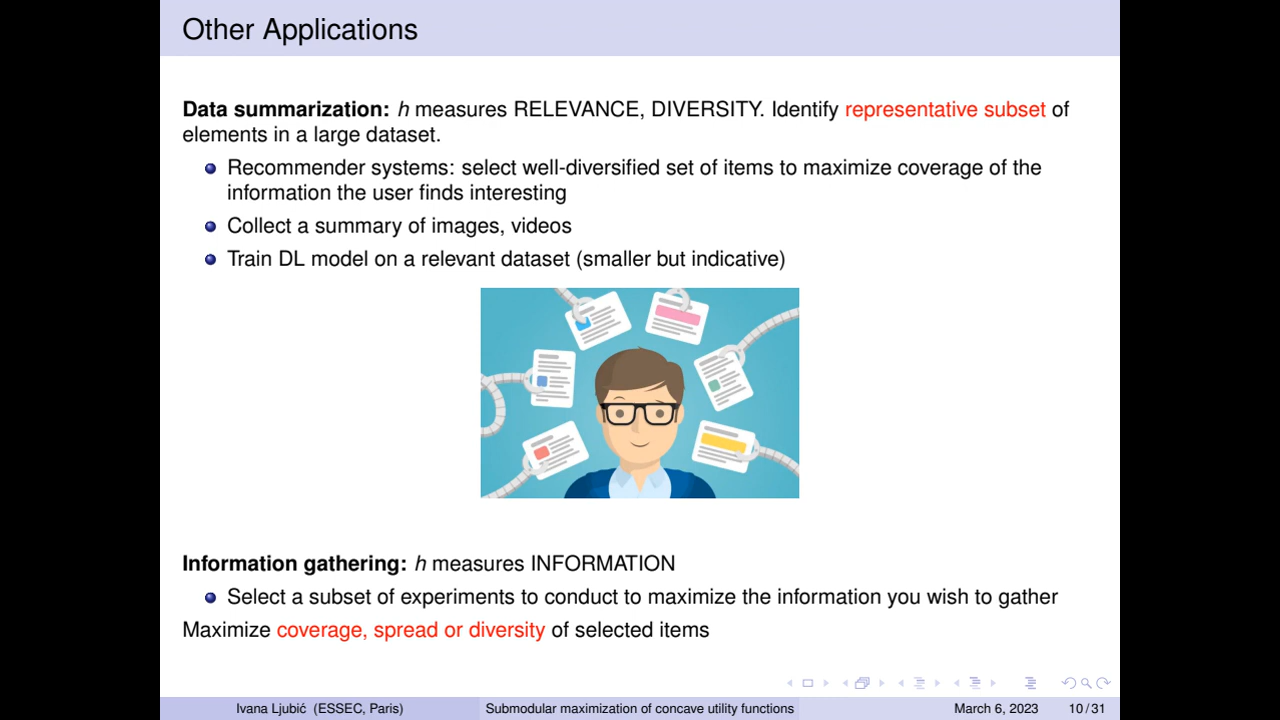 Other Applications
Data summarization: h measures RELEVANCE, DIVERSITY. Identify representative subset of
elements in a large dataset.
Recommender systems: select well-diversified set of items to maximize coverage of the
information the user finds interesting
Collect a summary of images, videos
Train DL model on a relevant dataset (smaller but indicative)
Information gathering: h measures INFORMATION
Select a subset of experiments to conduct to maximize the information you wish to gather
Maximize coverage, spread or diversity of selected items
Ivana Ljubić (ESSEC, Paris) Submodular maximization of concave utility functions March 6, 2023 10/31